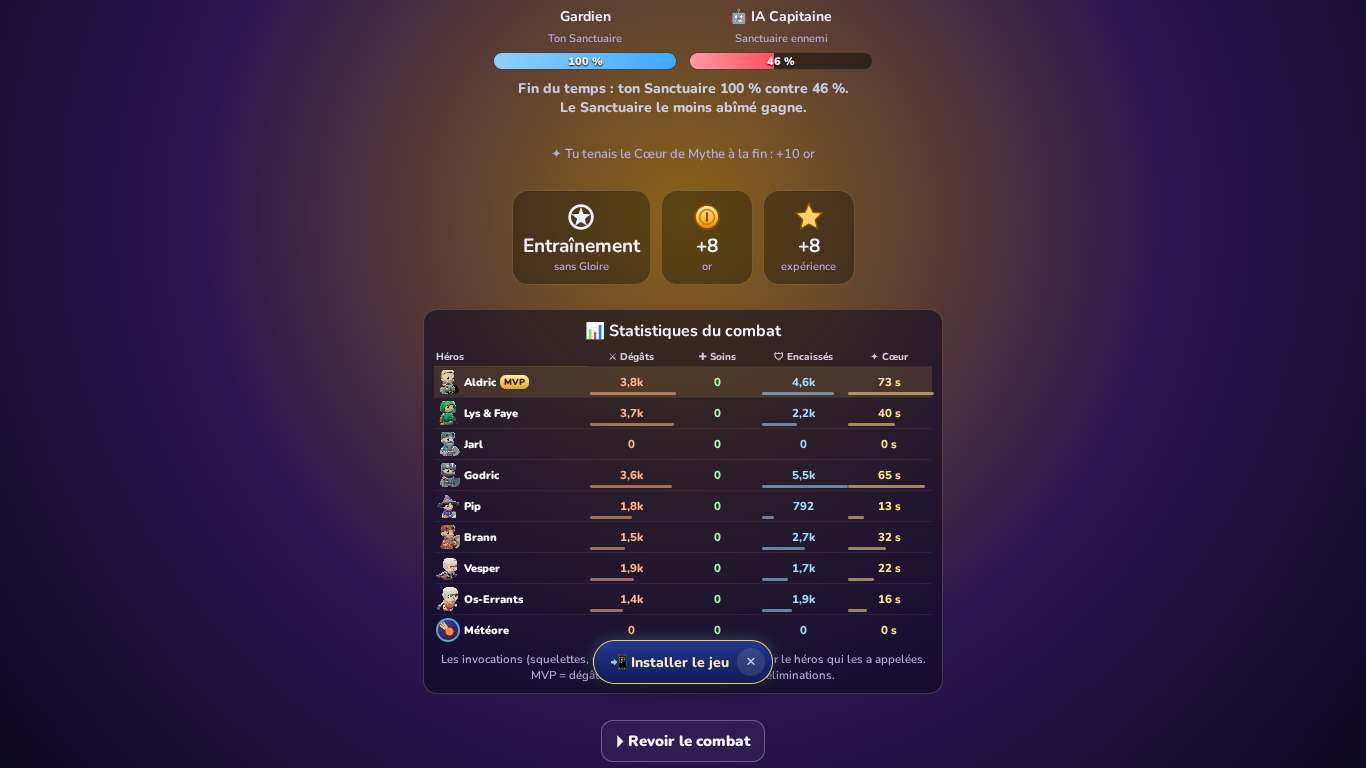 Gardien
🤖 IA Capitaine
Ton Sanctuaire
Sanctuaire ennemi
100 %
46 %
Fin du temps : ton Sanctuaire 100 % contre 46 %.
Le Sanctuaire le moins abîmé gagne.
✦ Tu tenais le Cœur de Mythe à la fin : +10 or
Entraînement
sans Gloire
+8
or
+8
expérience
📊 Statistiques du combat
Héros ⚔ Dégâts ✚ Soins 🛡 Encaissés ✦ Cœur
Aldric MVP 3,8k 0 4,6k 73 s
Lys & Faye 3,7k 0 2,2k 40 s
Jarl 0 0 0 0 s
Godric 3,6k 0 5,5k 65 s
Pip 1,8k 0 792 13 s
Brann 1,5k 0 2,7k 32 s
Vesper 1,9k 0 1,7k 22 s
Os-Errants 1,4k 0 1,9k 16 s
Météore 0 0 0 0 s
Les invocations (squelettes, r le héros qui les a appelées.
MVP = dégâ éliminations.
📲 Installer le jeu ✕
⏵ Revoir le combat